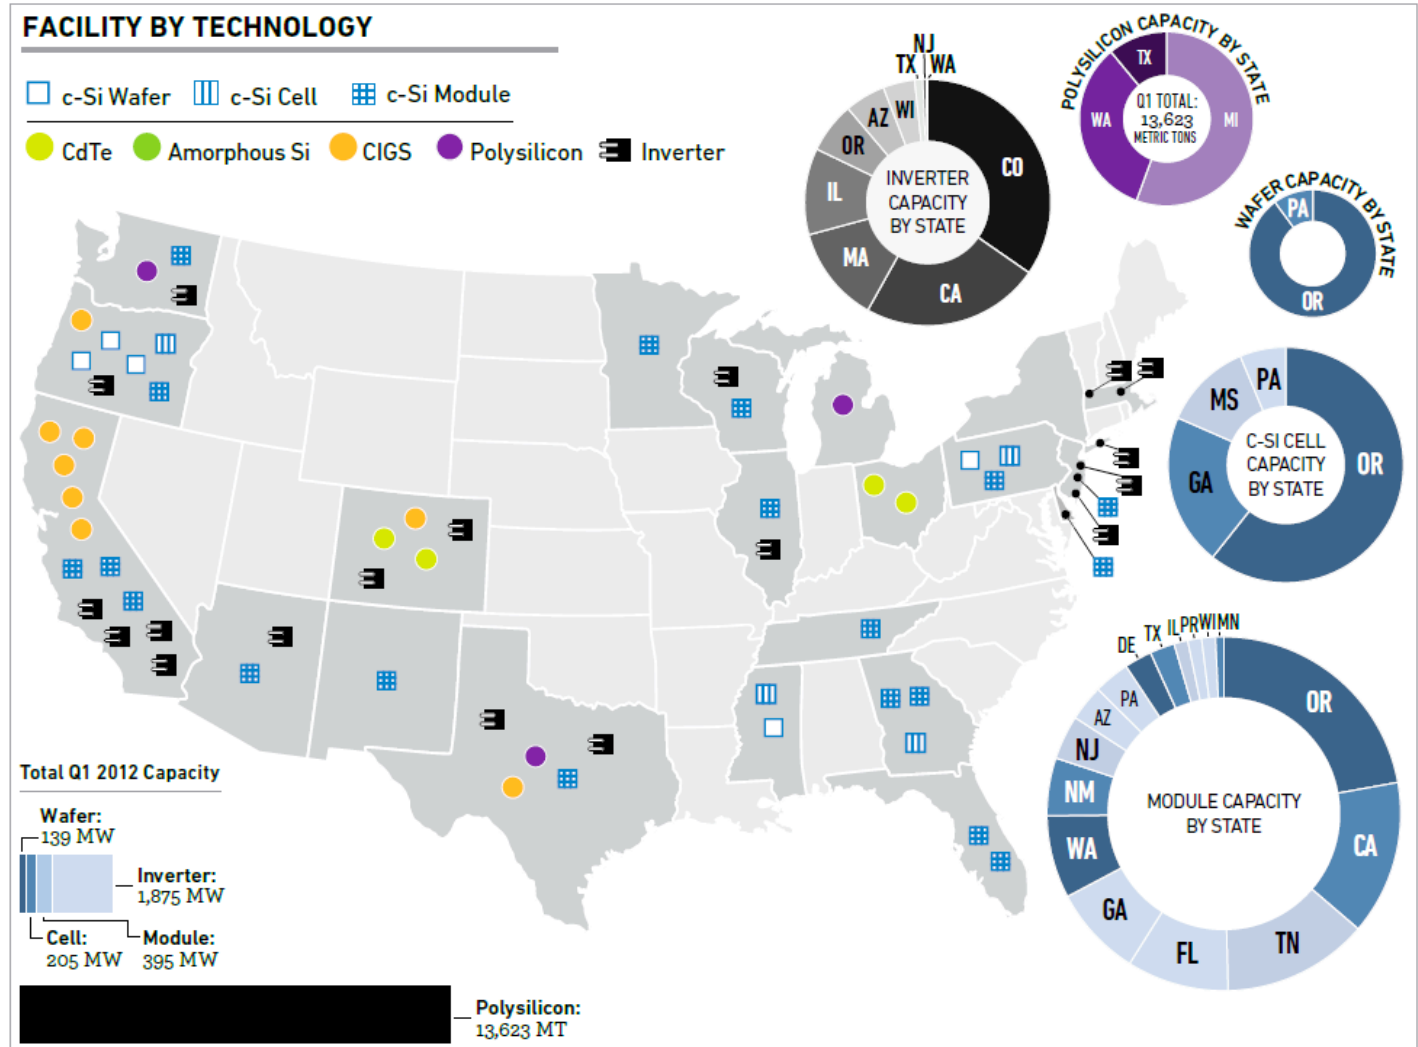 FACILITY BY TECHNOLOGY
c-Si Wafer
c-Si Cell
c-Si Module
CdTe
Amorphous Si
CIGS
Polysilicon
Inverter
NJ
TX
WA
WI
AZ
OR
IL
MA
CA
CO
INVERTER
CAPACITY
BY STATE
POLYSILICON CAPACITY BY STATE
TX
WA
MI
Q1 TOTAL:
13,623
METRIC TONS
WAFER CAPACITY BY STATE
PA
OR
PA
MS
GA
OR
C-SI CELL
CAPACITY
BY STATE
DE
TX
IL
PR
WI
MN
PA
AZ
NJ
NM
WA
GA
FL
TN
CA
OR
MODULE CAPACITY
BY STATE
Total Q1 2012 Capacity
Wafer:
139 MW
Inverter:
1,875 MW
Cell:
205 MW
Module:
395 MW
Polysilicon:
13,623 MT